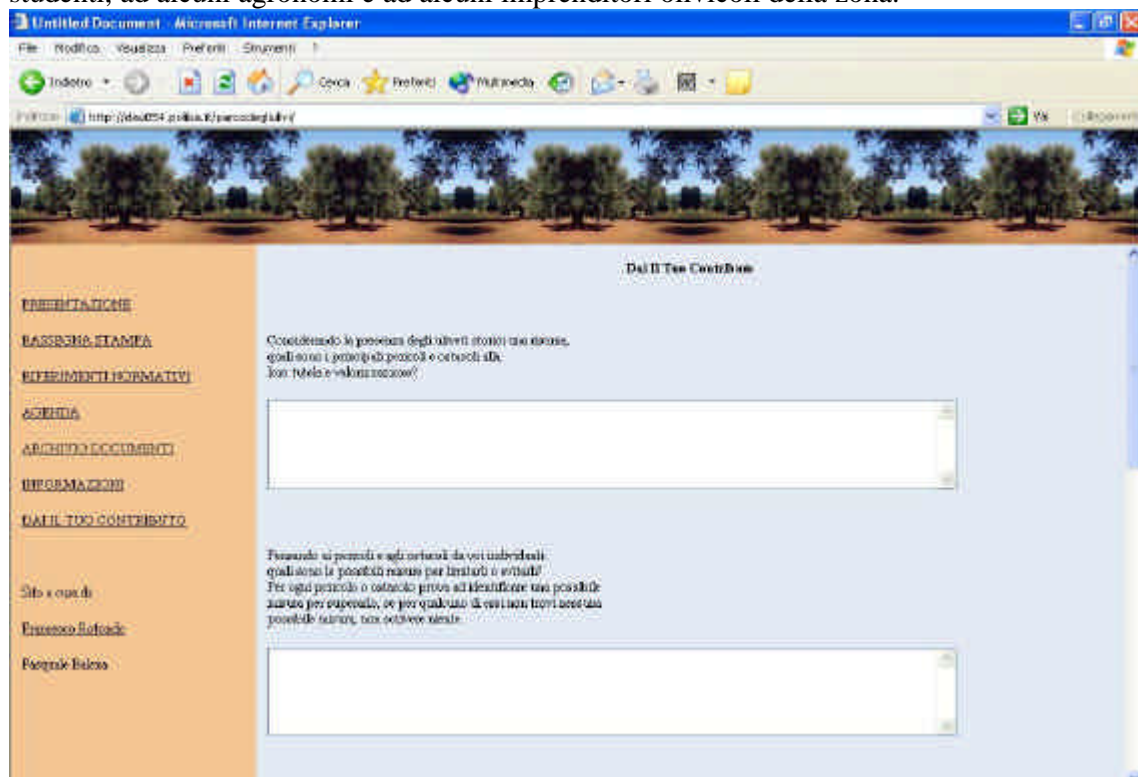 studenti, ad alcuni agronomi e ad alcuni imprenditori olivicoli della zona.
Untitled Document - Microsoft Internet Explorer
File Modifica Visualizza Preferiti Strumenti ?
Indietro Cerca Preferiti Multimedia
Vai
Dai Il Tuo Contributo
PRESENTAZIONE
RASSEGNA STAMPA
RIFERIMENTI NORMATIVI
AGENDA
ARCHIVIO DOCUMENTI
INFORMAZIONI
DAI IL TUO CONTRIBUTO
Sito a cura di
Francesco
Pasquale Balena
Considerando la presenza degli uliveti storici una risorsa,
quali sono i principali pericoli e ostacoli alla
loro tutela e valorizzazione?
Pensando ai pericoli e agli ostacoli da voi individuati
quali sono le possibili misure per limitarli o evitarli?
Per ogni pericolo o ostacolo prova ad identificare una possibile
misura per superarlo, se per qualcuno di essi non trovi nessuna
possibile misura, non scrivere niente.